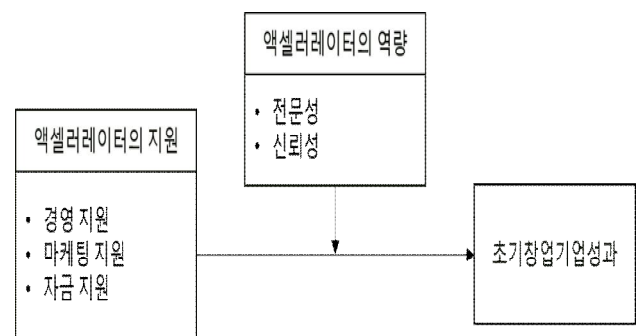 액셀러레이터의 역량
• 전문성
• 신뢰성
액셀러레이터의 지원
• 경영 지원
• 마케팅 지원
• 자금 지원
초기창업기업성과